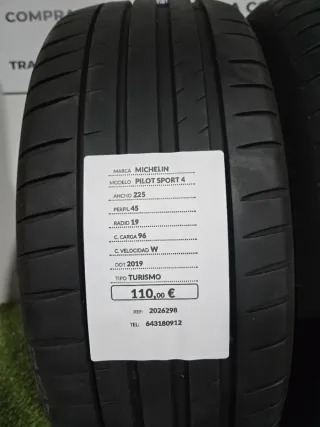 COMPRA
TRA
MARCA MICHELIN
MODELO PILOT SPORT 4
ANCHO 225
PERFIL 45
RADIO 19
C. CARGA 96
C. VELOCIDAD W
DOT 2019
TIPO TURISMO
110,00 €
REF: 2026298
TEL: 643180912